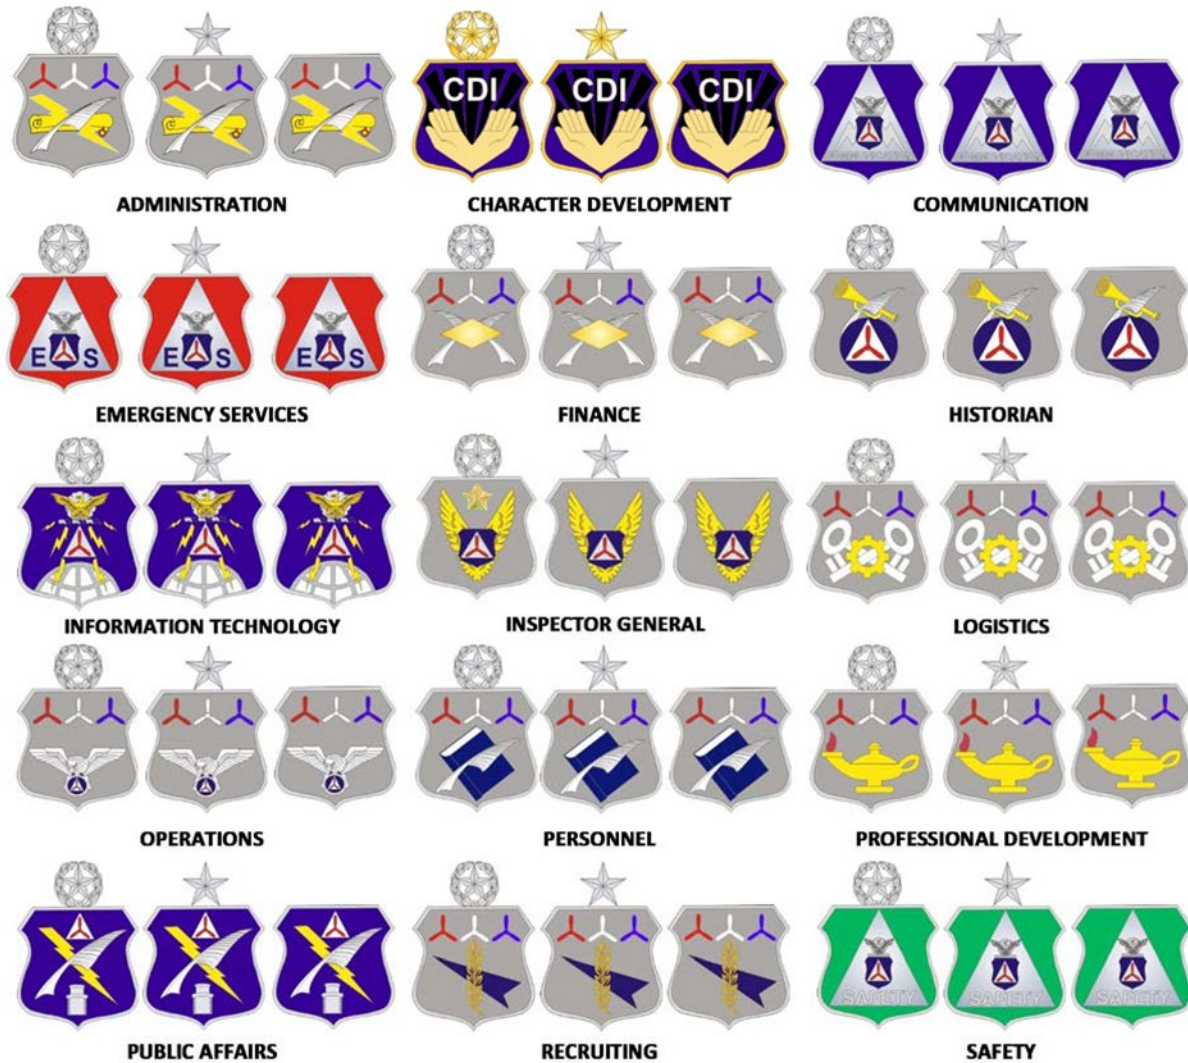 CDI CDI CDI
ADMINISTRATION CHARACTER DEVELOPMENT COMMUNICATION
E S E S E S
EMERGENCY SERVICES FINANCE HISTORIAN
INFORMATION TECHNOLOGY INSPECTOR GENERAL LOGISTICS
OPERATIONS PERSONNEL PROFESSIONAL DEVELOPMENT
SAFETY SAFETY SAFETY
PUBLIC AFFAIRS RECRUITING SAFETY